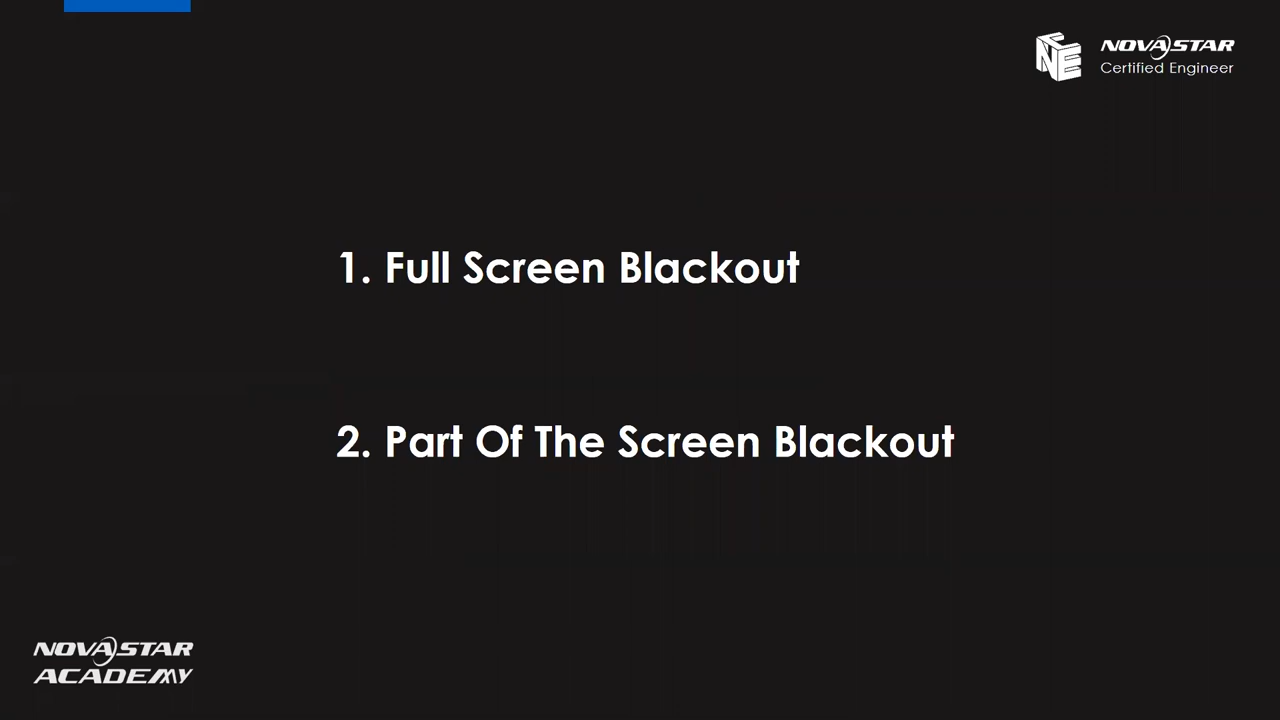 NOVASTAR
Certified Engineer
1. Full Screen Blackout
2. Part Of The Screen Blackout
NOVASTAR
ACADEMY